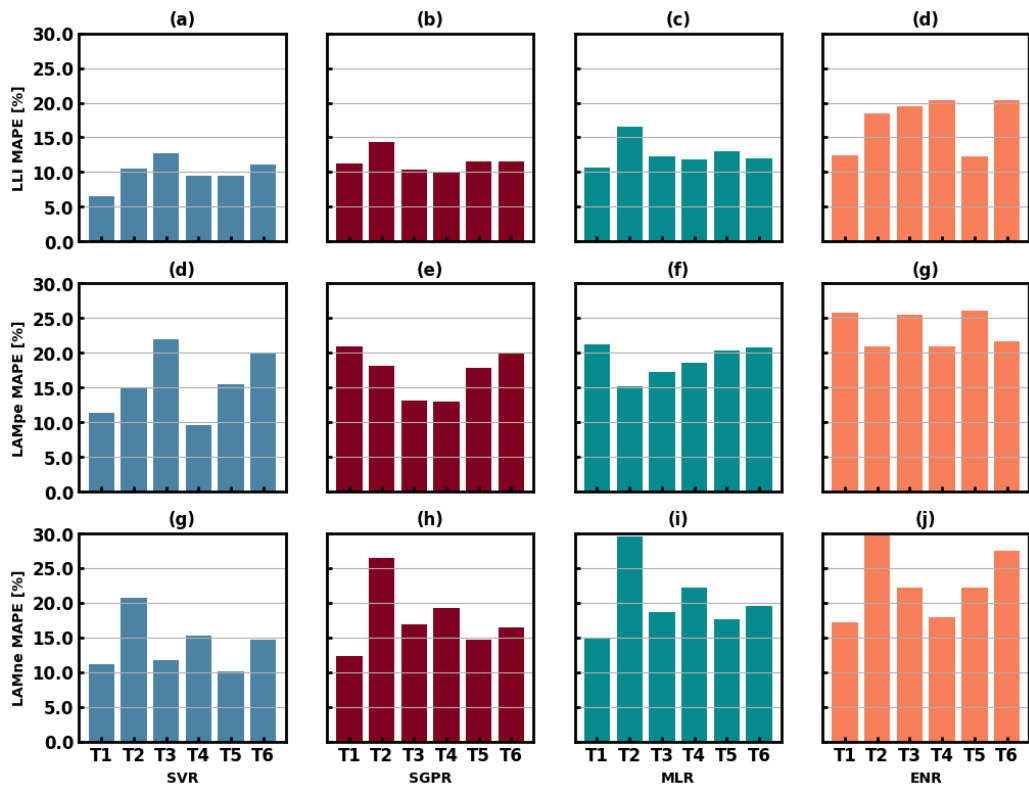 (a) (b) (c) (d)
30.0
25.0
20.0
15.0
10.0
5.0
0.0
LLI MAPE [%]
(d) (e) (f) (g)
30.0
25.0
20.0
15.0
10.0
5.0
0.0
LAMpe MAPE [%]
(g) (h) (i) (j)
30.0
25.0
20.0
15.0
10.0
5.0
0.0
LAMne MAPE [%]
T1 T2 T3 T4 T5 T6 T1 T2 T3 T4 T5 T6 T1 T2 T3 T4 T5 T6 T1 T2 T3 T4 T5 T6
SVR SGPR MLR ENR